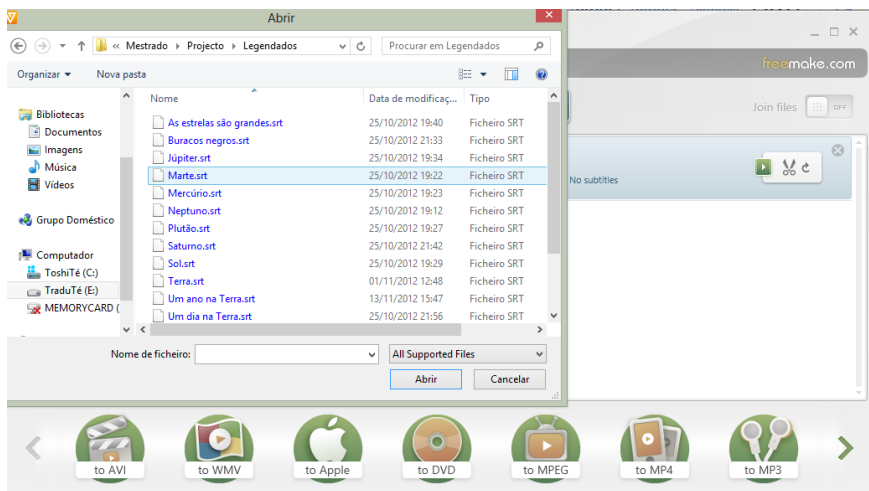 Abrir
« Mestrado Projecto Legendados
Procurar em Legendados
Organizar
Nova pasta
Nome
Data de modificaç...
Tipo
Bibliotecas
Documentos
Imagens
Música
Vídeos
Grupo Doméstico
Computador
ToshiTé (C:)
TraduTé (E:)
MEMORYCARD (
As estrelas são grandes.srt 25/10/2012 19:40 Ficheiro SRT
Buracos negros.srt 25/10/2012 21:33 Ficheiro SRT
Júpiter.srt 25/10/2012 19:34 Ficheiro SRT
Marte.srt 25/10/2012 19:22 Ficheiro SRT
Mercúrio.srt 25/10/2012 19:23 Ficheiro SRT
Neptuno.srt 25/10/2012 19:12 Ficheiro SRT
Plutão.srt 25/10/2012 19:27 Ficheiro SRT
Saturno.srt 25/10/2012 21:42 Ficheiro SRT
Sol.srt 25/10/2012 19:29 Ficheiro SRT
Terra.srt 01/11/2012 12:48 Ficheiro SRT
Um ano na Terra.srt 13/11/2012 15:47 Ficheiro SRT
Um dia na Terra.srt 25/10/2012 21:56 Ficheiro SRT
Nome de ficheiro:
All Supported Files
Abrir
Cancelar
freemake.com
Join files
OFF
No subtitles
to AVI
to WMV
to Apple
to DVD
to MPEG
to MP4
to MP3